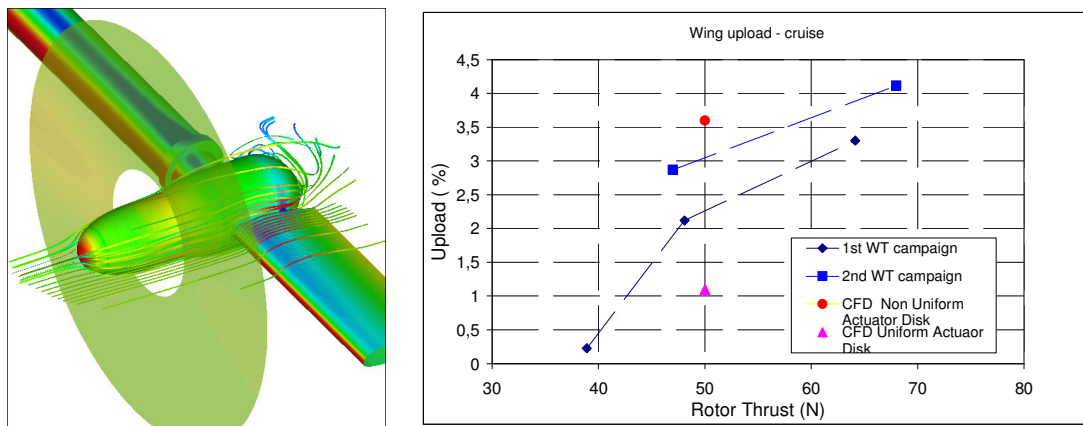 Wing upload - cruise
4,5
4
3,5
3
2,5
2
1,5
1
0,5
0
30 40 50 60 70 80
Upload ( %)
Rotor Thrust (N)
1st WT campaign
2nd WT campaign
CFD Non Uniform
Actuator Disk
CFD Uniform Actuaor
Disk